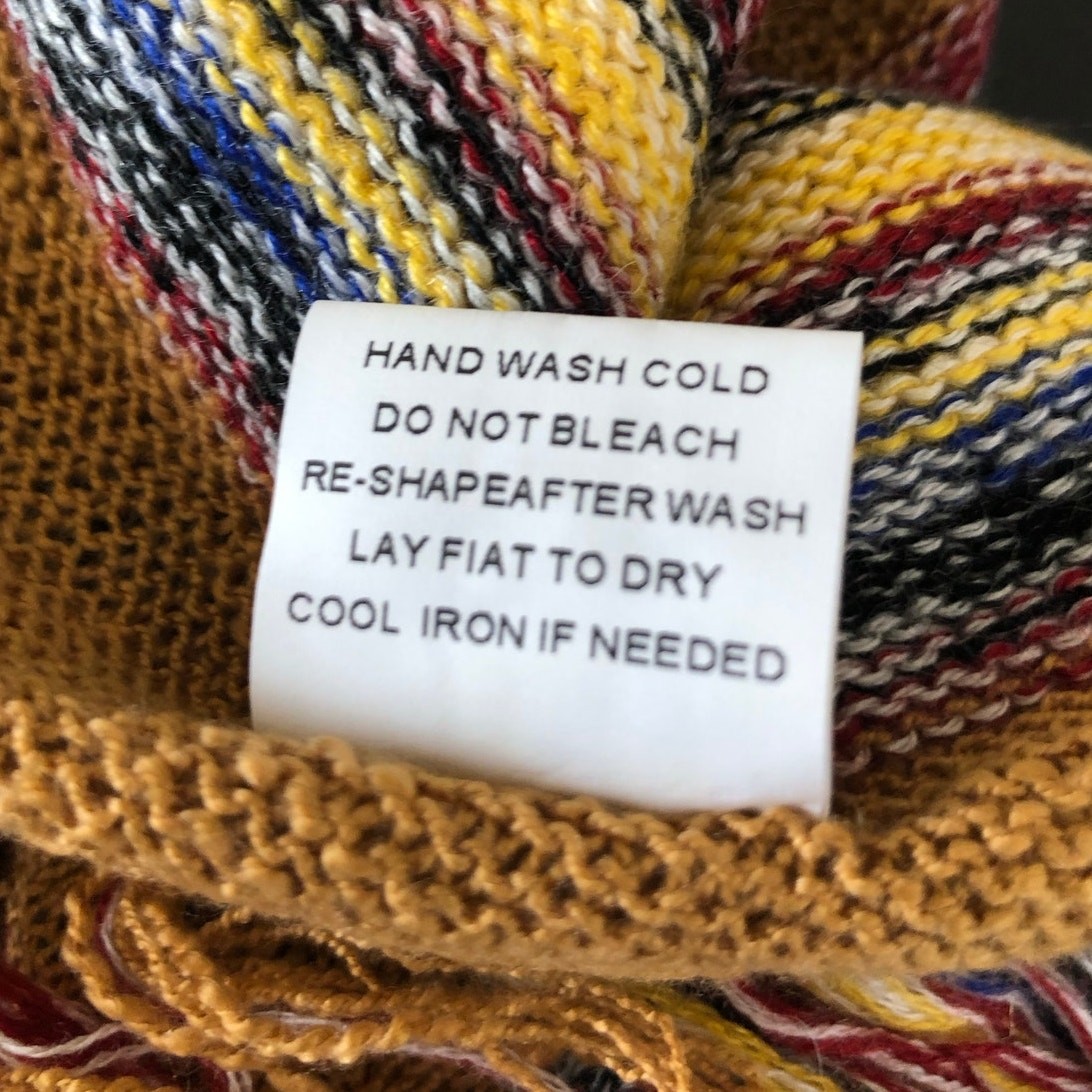 HAND WASH COLD
DO NOT BLEACH
RE-SHAPEAFTER WASH
LAY FIAT TO DRY
COOL IRON IF NEEDED